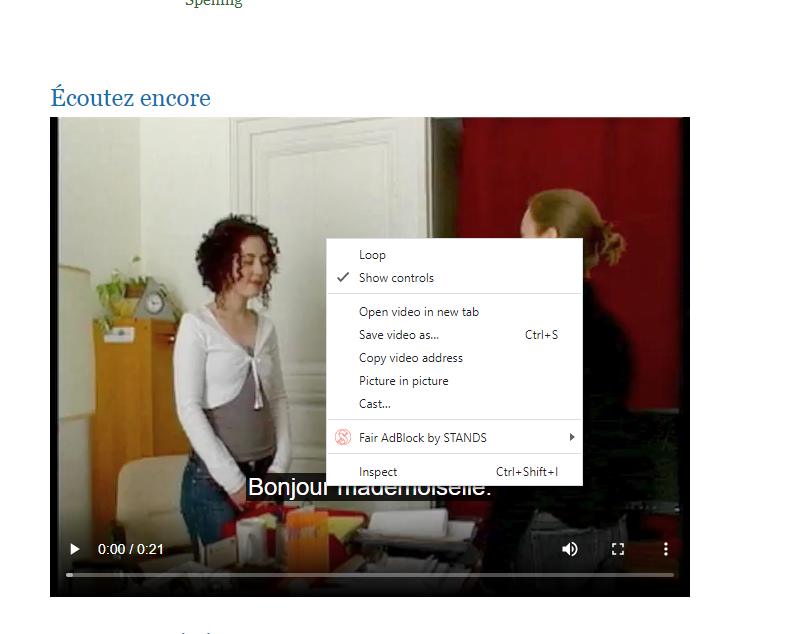 Spelling
Écoutez encore
Loop
Show controls
Open video in new tab
Save video as... Ctrl+S
Copy video address
Picture in picture
Cast...
Fair AdBlock by STANDS
Inspect Ctrl+Shift+I
Bonjour mademoiselle.
0:00 / 0:21